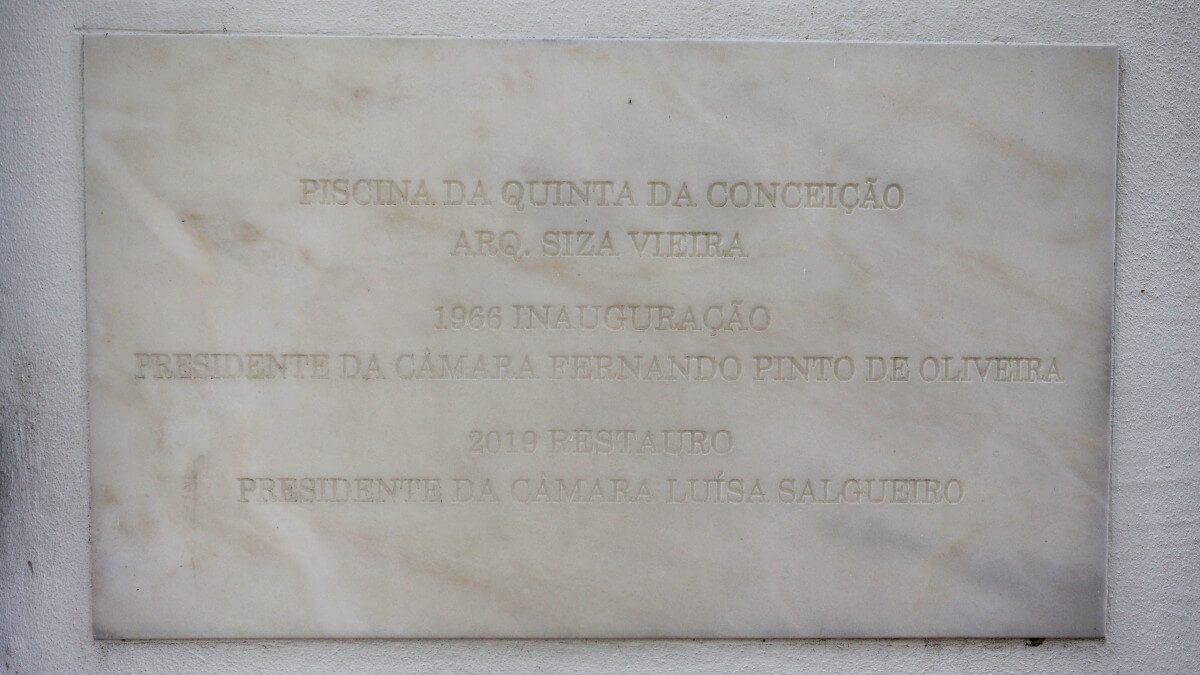 PISCINA DA QUINTA DA CONCEIÇÃO
ARQ. SIZA VIEIRA
1966 INAUGURAÇÃO
PRESIDENTE DA CÂMARA FERNANDO PINTO DE OLIVEIRA
2019 RESTAURO
PRESIDENTE DA CÂMARA LUÍSA SALGUEIRO